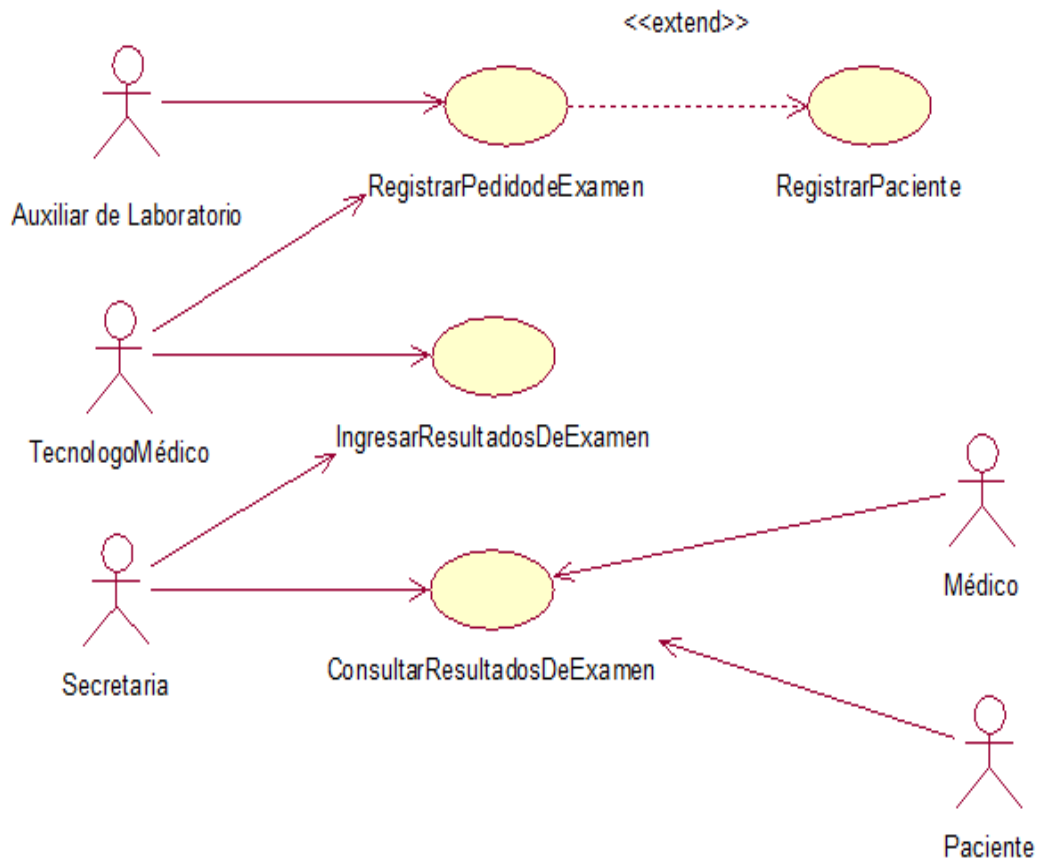 <<extend>>
RegistrarPedidodeExamen
RegistrarPaciente
Auxiliar de Laboratorio
IngresarResultadosDeExamen
TecnologoMédico
Médico
ConsultarResultadosDeExamen
Secretaria
Paciente